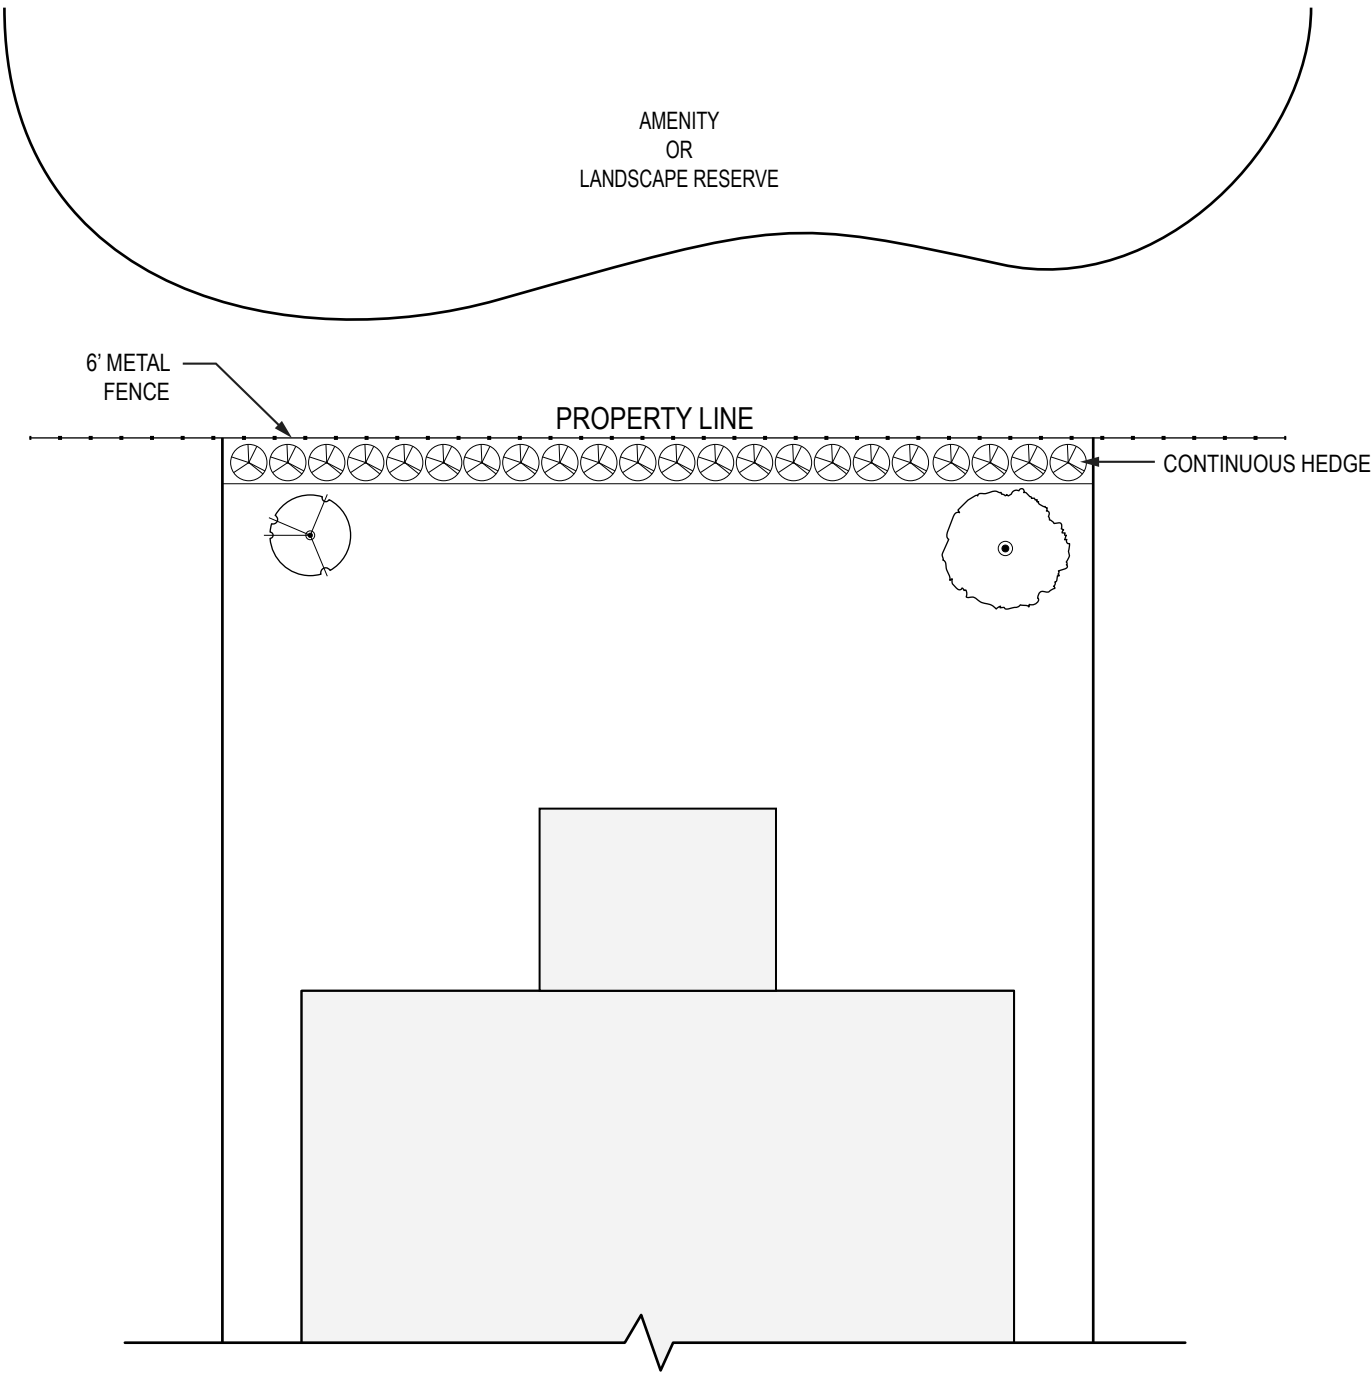 AMENITY
OR
LANDSCAPE RESERVE
6’ METAL
FENCE
PROPERTY LINE
CONTINUOUS HEDGE